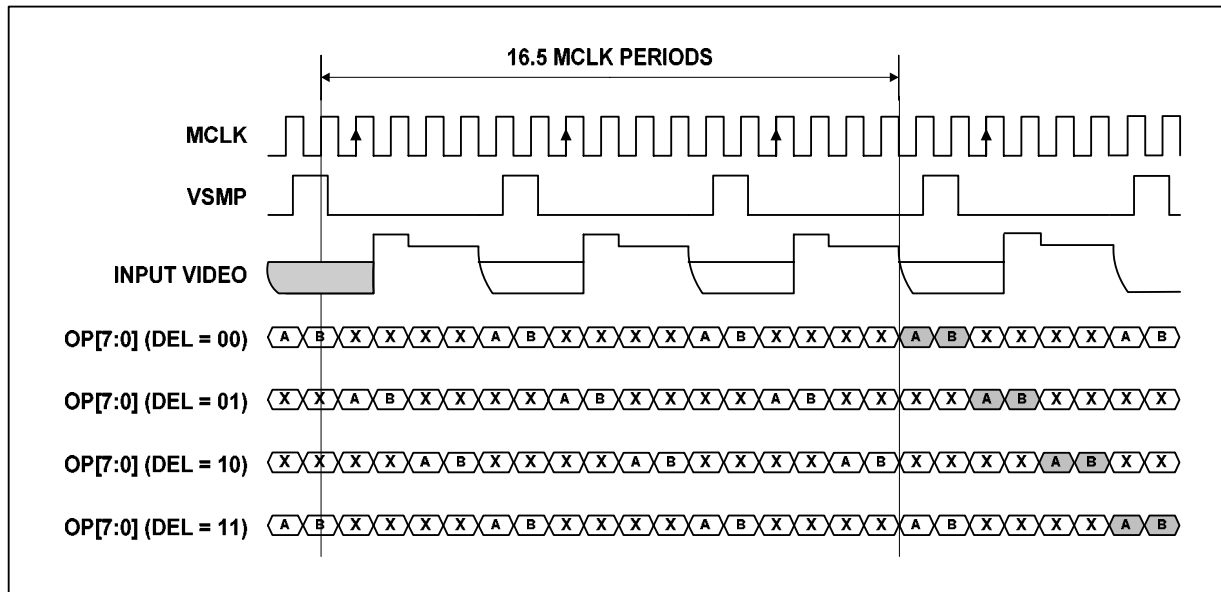 16.5 MCLK PERIODS
MCLK
VSMP
INPUT VIDEO
OP[7:0] (DEL = 00) A B X X X X A B X X X X A B X X X X A B X X X X A B
OP[7:0] (DEL = 01) X X A B X X X X A B X X X X A B X X X X A B X X X X
OP[7:0] (DEL = 10) X X X X A B X X X X A B X X X X A B X X X X A B X X
OP[7:0] (DEL = 11) A B X X X X A B X X X X A B X X X X A B X X X X A B